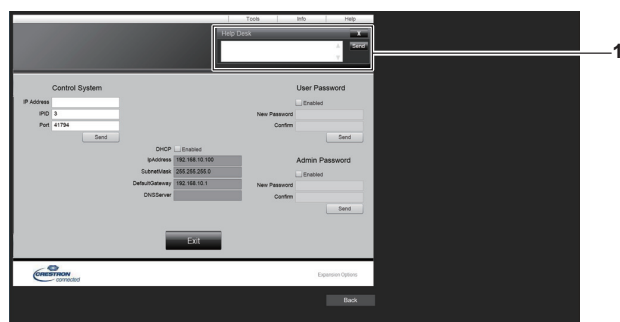 Tools Info Help
Help Desk X
Send
1
Control System
IP Address
IPID 3
Port 41794
Send
User Password
Enabled
New Password
Confirm
Send
DHCP Enabled
IpAddress 192.168.10.100
SubnetMask 255.255.255.0
DefaultGateway 192.168.10.1
DNSServer
Admin Password
Enabled
New Password
Confirm
Send
Exit
CRESTRON
connected
Expansion Options
Back